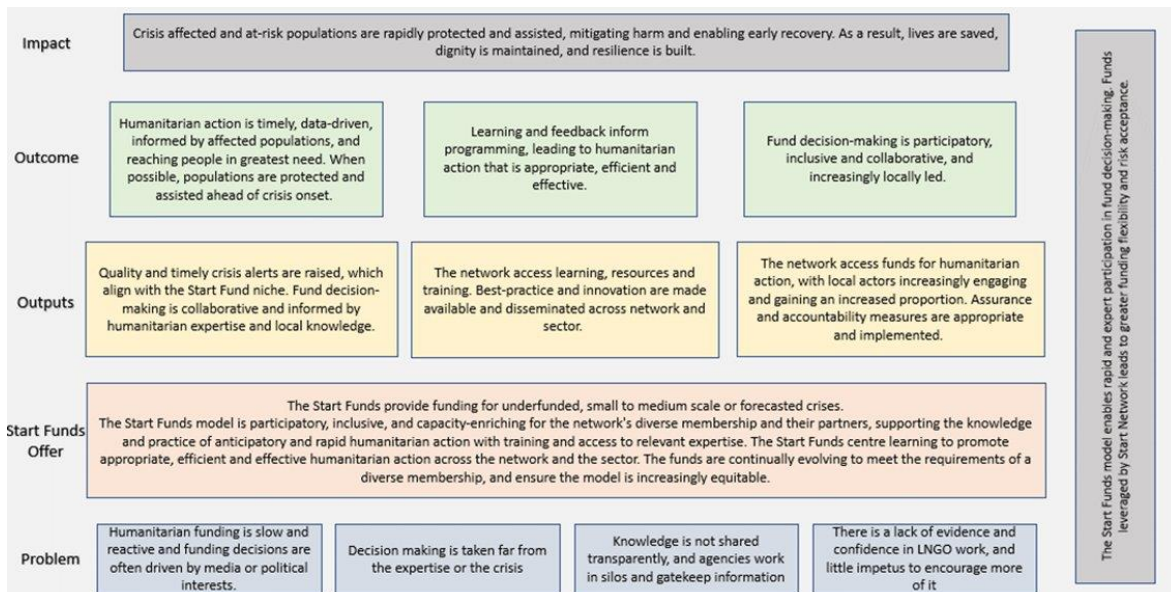 Impact
Crisis affected and at-risk populations are rapidly protected and assisted, mitigating harm and enabling early recovery. As a result, lives are saved,
dignity is maintained, and resilience is built.
Outcome
Humanitarian action is timely, data-driven,
informed by affected populations, and
reaching people in greatest need. When
possible, populations are protected and
assisted ahead of crisis onset.
Learning and feedback inform
programming, leading to humanitarian
action that is appropriate, efficient and
effective.
Fund decision-making is participatory,
inclusive and collaborative, and
increasingly locally led.
Outputs
Quality and timely crisis alerts are raised, which
align with the Start Fund niche. Fund decision-
making is collaborative and informed by
humanitarian expertise and local knowledge.
The network access learning, resources and
training. Best-practice and innovation are made
available and disseminated across network and
sector.
The network access funds for humanitarian
action, with local actors increasingly engaging
and gaining an increased proportion. Assurance
and accountability measures are appropriate
and implemented.
Start Funds
Offer
The Start Funds provide funding for underfunded, small to medium scale or forecasted crises.
The Start Funds model is participatory, inclusive, and capacity-enriching for the network's diverse membership and their partners, supporting the knowledge
and practice of anticipatory and rapid humanitarian action with training and access to relevant expertise. The Start Funds centre learning to promote
appropriate, efficient and effective humanitarian action across the network and the sector. The funds are continually evolving to meet the requirements of a
diverse membership, and ensure the model is increasingly equitable.
Problem
Humanitarian funding is slow and
reactive and funding decisions are
often driven by media or political
interests.
Decision making is taken far from
the expertise or the crisis
Knowledge is not shared
transparently, and agencies work
in silos and gatekeep information
There is a lack of evidence and
confidence in LNGO work, and
little impetus to encourage more
of it
The Start Funds model enables rapid and expert participation in fund decision-making. Funds
leveraged by Start Network leads to greater funding flexibility and risk acceptance.